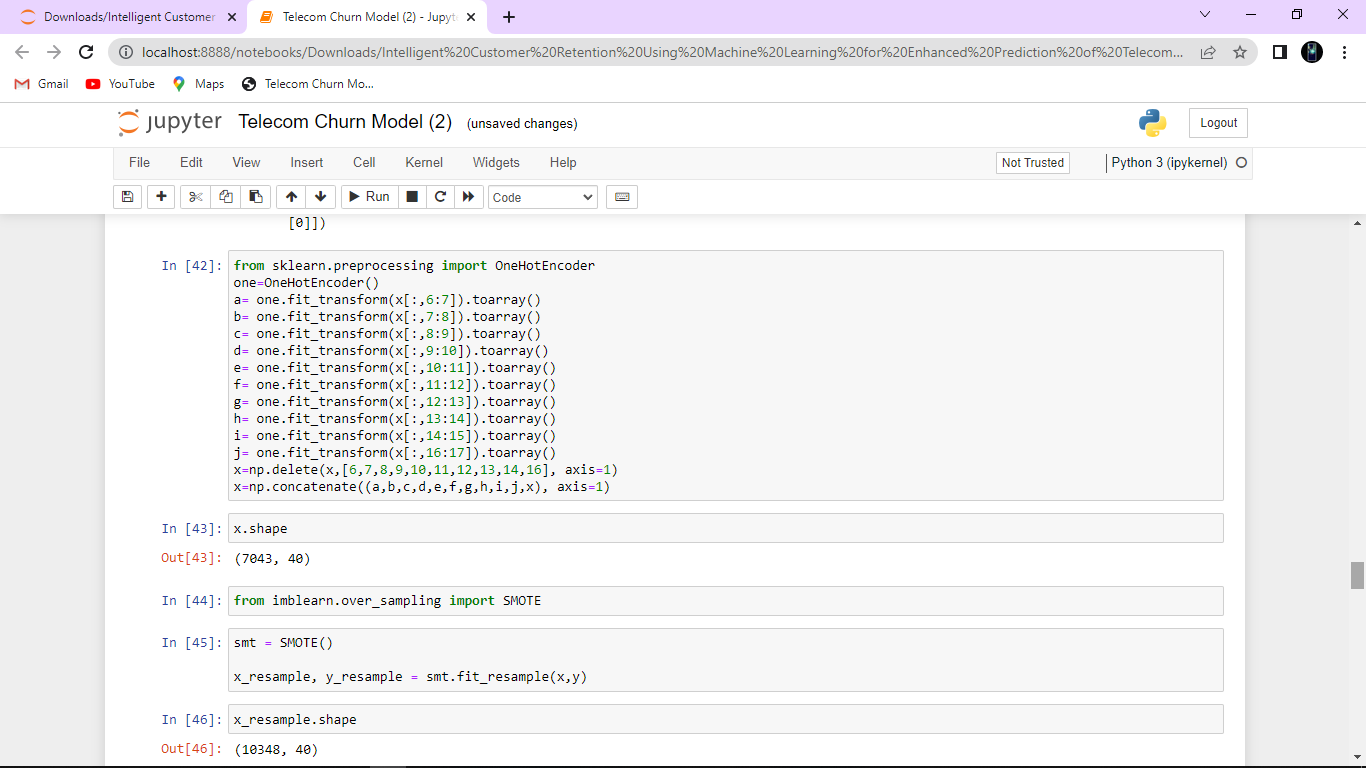 Downloads/Intelligent Customer
Telecom Churn Model (2) - Jupyt
localhost:8888/notebooks/Downloads/Intelligent%20Customer%20Retention%20Using%20Machine%20Learning%20for%20Enhanced%20Prediction%20of%20Telecom...
Gmail YouTube Maps Telecom Churn Mo...
jupyter Telecom Churn Model (2) (unsaved changes) Logout
File Edit View Insert Cell Kernel Widgets Help Not Trusted Python 3 (ipykernel)
Run Code
[0]])
In [42]: from sklearn.preprocessing import OneHotEncoder
one=OneHotEncoder()
a= one.fit_transform(x[:,6:7]).toarray()
b= one.fit_transform(x[:,7:8]).toarray()
c= one.fit_transform(x[:,8:9]).toarray()
d= one.fit_transform(x[:,9:10]).toarray()
e= one.fit_transform(x[:,10:11]).toarray()
f= one.fit_transform(x[:,11:12]).toarray()
g= one.fit_transform(x[:,12:13]).toarray()
h= one.fit_transform(x[:,13:14]).toarray()
i= one.fit_transform(x[:,14:15]).toarray()
j= one.fit_transform(x[:,16:17]).toarray()
x=np.delete(x,[6,7,8,9,10,11,12,13,14,16], axis=1)
x=np.concatenate((a,b,c,d,e,f,g,h,i,j,x), axis=1)
In [43]: x.shape
Out[43]: (7043, 40)
In [44]: from imblearn.over_sampling import SMOTE
In [45]: smt = SMOTE()
x_resample, y_resample = smt.fit_resample(x,y)
In [46]: x_resample.shape
Out[46]: (10348, 40)